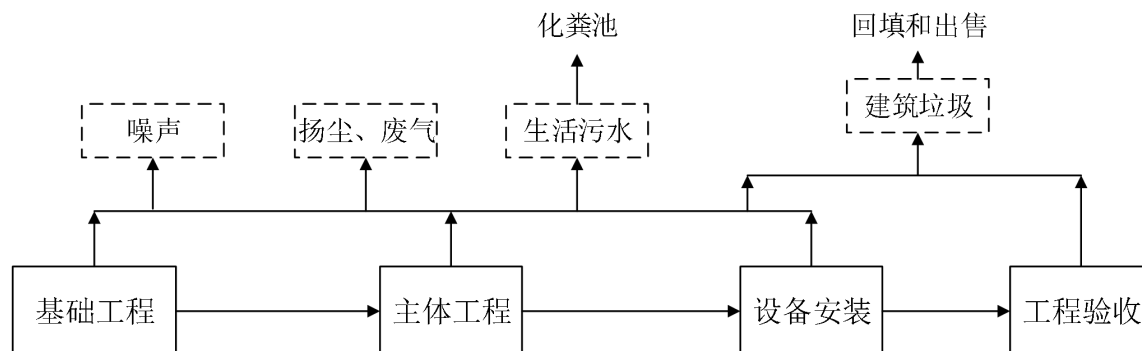 化粪池
回填和出售
噪声
扬尘、废气
生活污水
建筑垃圾
基础工程
主体工程
设备安装
工程验收